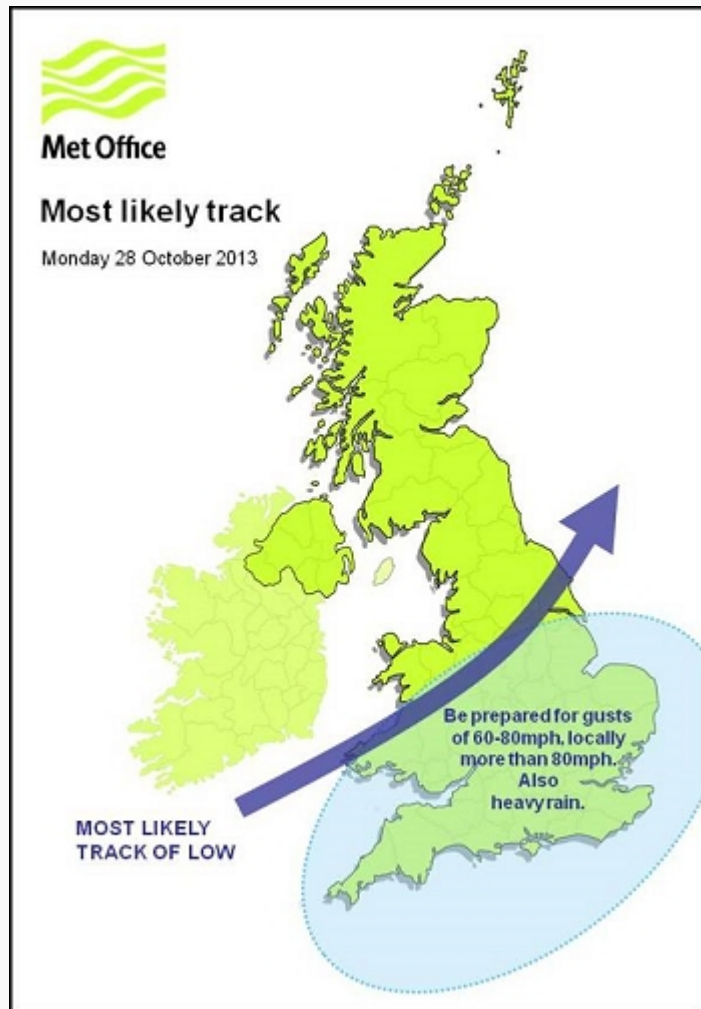 Met Office
Most likely track
Monday 28 October 2013
Be prepared for gusts
of 60-80mph, locally
more than 80mph.
Also
heavy rain.
MOST LIKELY
TRACK OF LOW